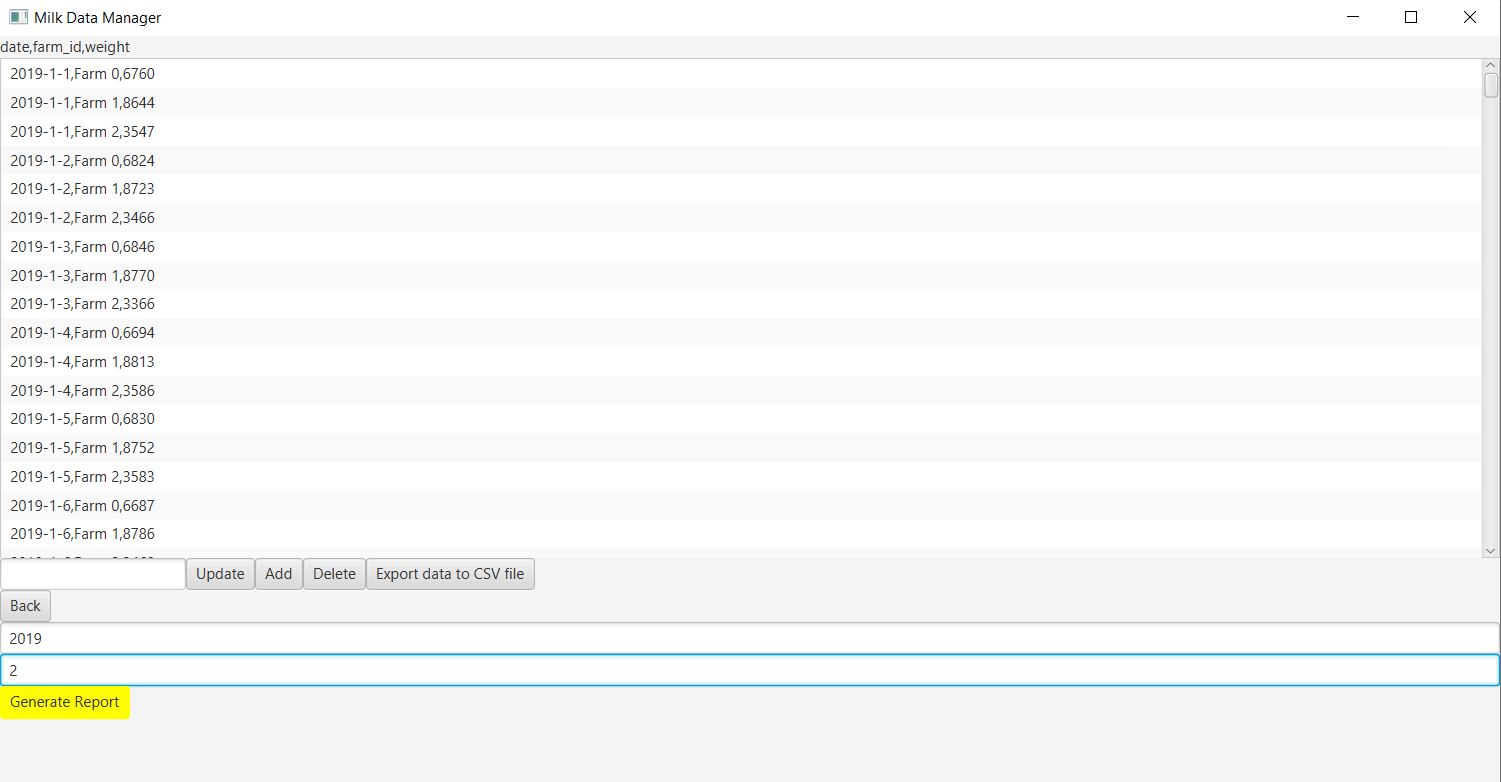 Milk Data Manager
date,farm_id,weight
2019-1-1,Farm 0,6760
2019-1-1,Farm 1,8644
2019-1-1,Farm 2,3547
2019-1-2,Farm 0,6824
2019-1-2,Farm 1,8723
2019-1-2,Farm 2,3466
2019-1-3,Farm 0,6846
2019-1-3,Farm 1,8770
2019-1-3,Farm 2,3366
2019-1-4,Farm 0,6694
2019-1-4,Farm 1,8813
2019-1-4,Farm 2,3586
2019-1-5,Farm 0,6830
2019-1-5,Farm 1,8752
2019-1-5,Farm 2,3583
2019-1-6,Farm 0,6687
2019-1-6,Farm 1,8786
Update Add Delete Export data to CSV file
Back
2019
2
Generate Report